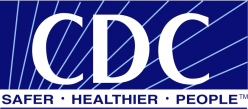 CDC
SAFER · HEALTHIER · PEOPLE™